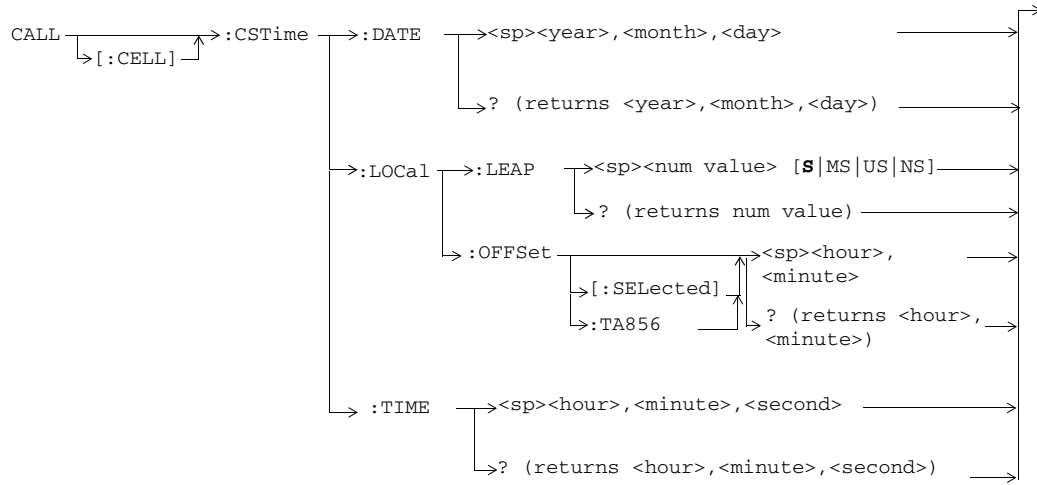 CALL :CSTime :DATE <sp><year>,<month>,<day>
[:CELL]
? (returns <year>,<month>,<day>)
:LOCal :LEAP <sp><num value> [S|MS|US|NS]
? (returns num value)
:OFFSet <sp><hour>,
<minute>
[:SELected]
:TA856 ? (returns <hour>,
<minute>)
:TIME <sp><hour>,<minute>,<second>
? (returns <hour>,<minute>,<second>)